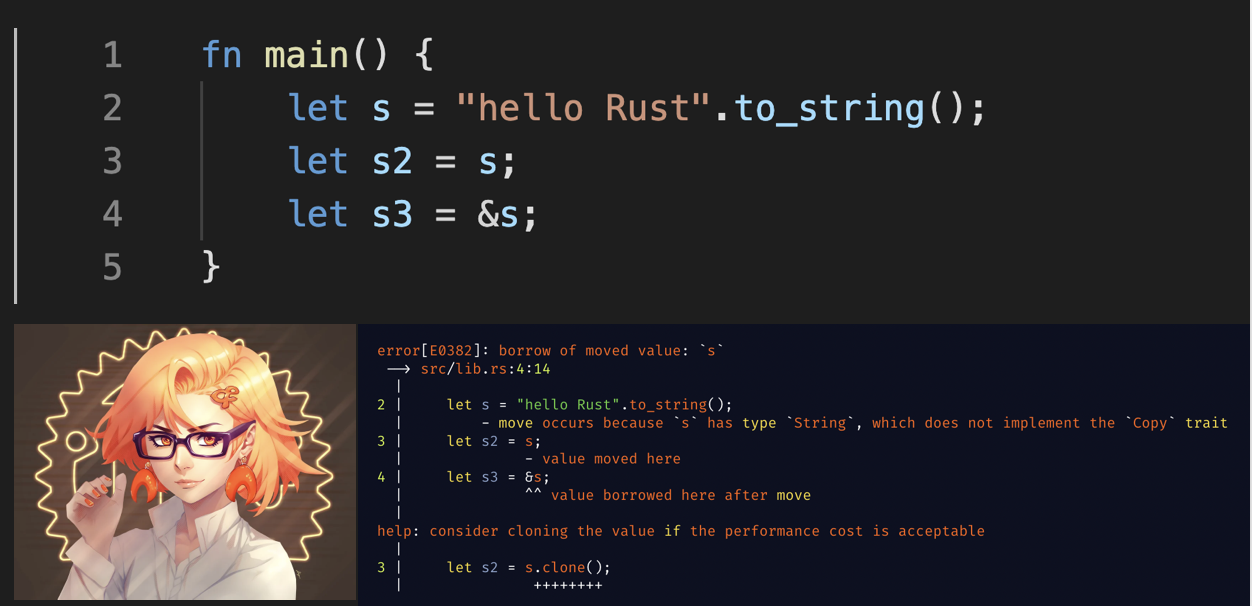 1 fn main() {
2 let s = "hello Rust".to_string();
3 let s2 = s;
4 let s3 = &s;
5 }
error[E0382]: borrow of moved value: `s`
--> src/lib.rs:4:14
|
2 | let s = "hello Rust".to_string();
| - move occurs because `s` has type `String`, which does not implement the `Copy` trait
3 | let s2 = s;
| - value moved here
4 | let s3 = &s;
| ^^ value borrowed here after move
|
help: consider cloning the value if the performance cost is acceptable
|
3 | let s2 = s.clone();
| ++++++++